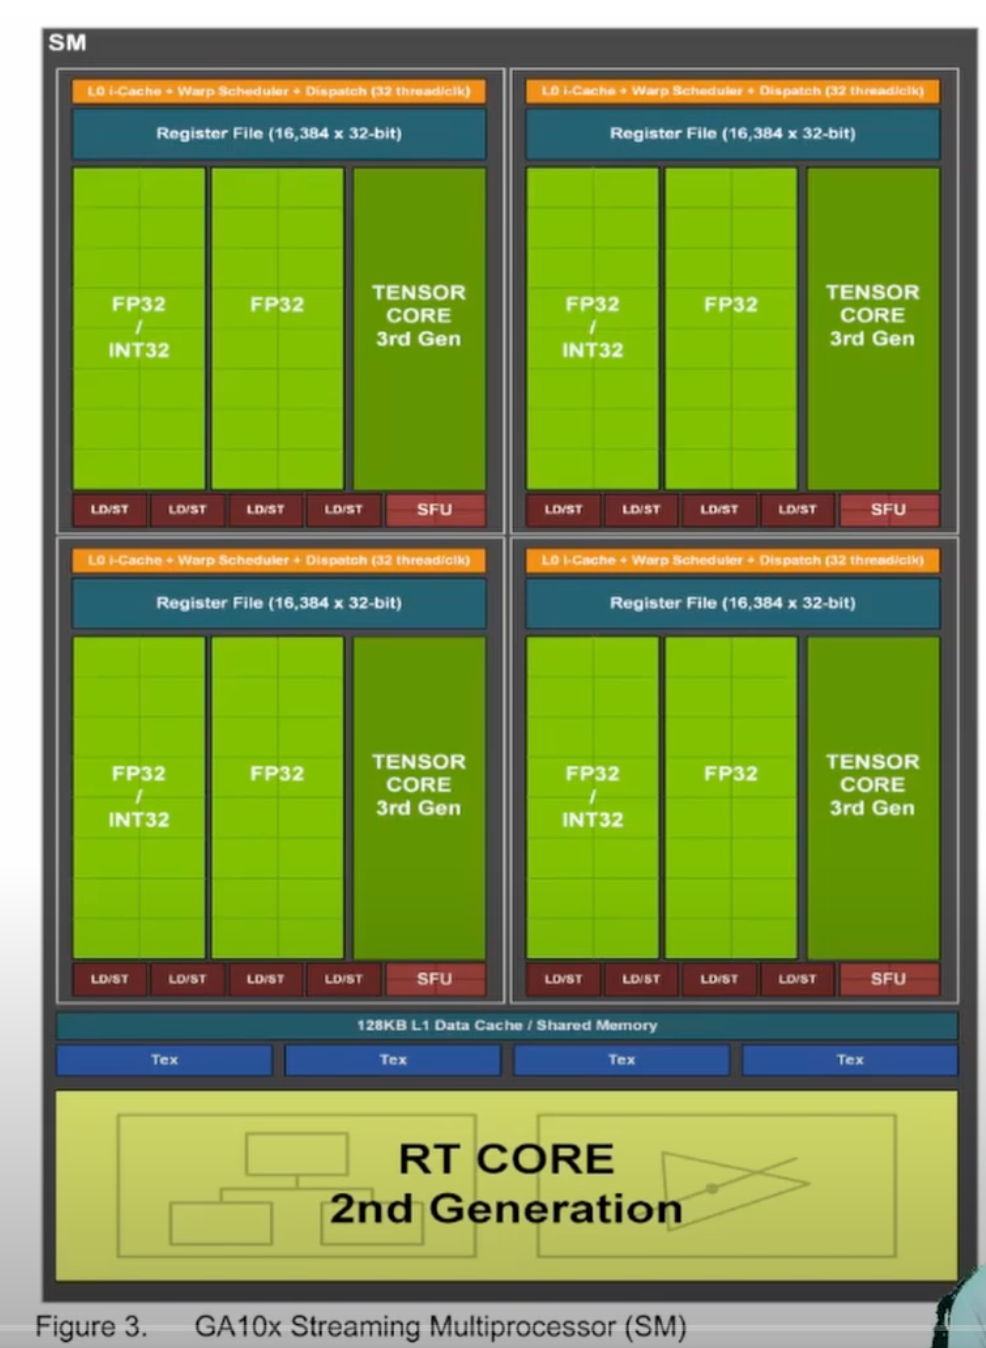 SM
L0 i-Cache + Warp Scheduler + Dispatch (32 thread/clk)
Register File (16,384 x 32-bit)
FP32
/
INT32
FP32
TENSOR
CORE
3rd Gen
LD/ST LD/ST LD/ST LD/ST SFU
L0 i-Cache + Warp Scheduler + Dispatch (32 thread/clk)
Register File (16,384 x 32-bit)
FP32
/
INT32
FP32
TENSOR
CORE
3rd Gen
LD/ST LD/ST LD/ST LD/ST SFU
L0 i-Cache + Warp Scheduler + Dispatch (32 thread/clk)
Register File (16,384 x 32-bit)
FP32
/
INT32
FP32
TENSOR
CORE
3rd Gen
LD/ST LD/ST LD/ST LD/ST SFU
L0 i-Cache + Warp Scheduler + Dispatch (32 thread/clk)
Register File (16,384 x 32-bit)
FP32
/
INT32
FP32
TENSOR
CORE
3rd Gen
LD/ST LD/ST LD/ST LD/ST SFU
128KB L1 Data Cache / Shared Memory
Tex Tex Tex Tex
RT CORE
2nd Generation
Figure 3. GA10x Streaming Multiprocessor (SM)